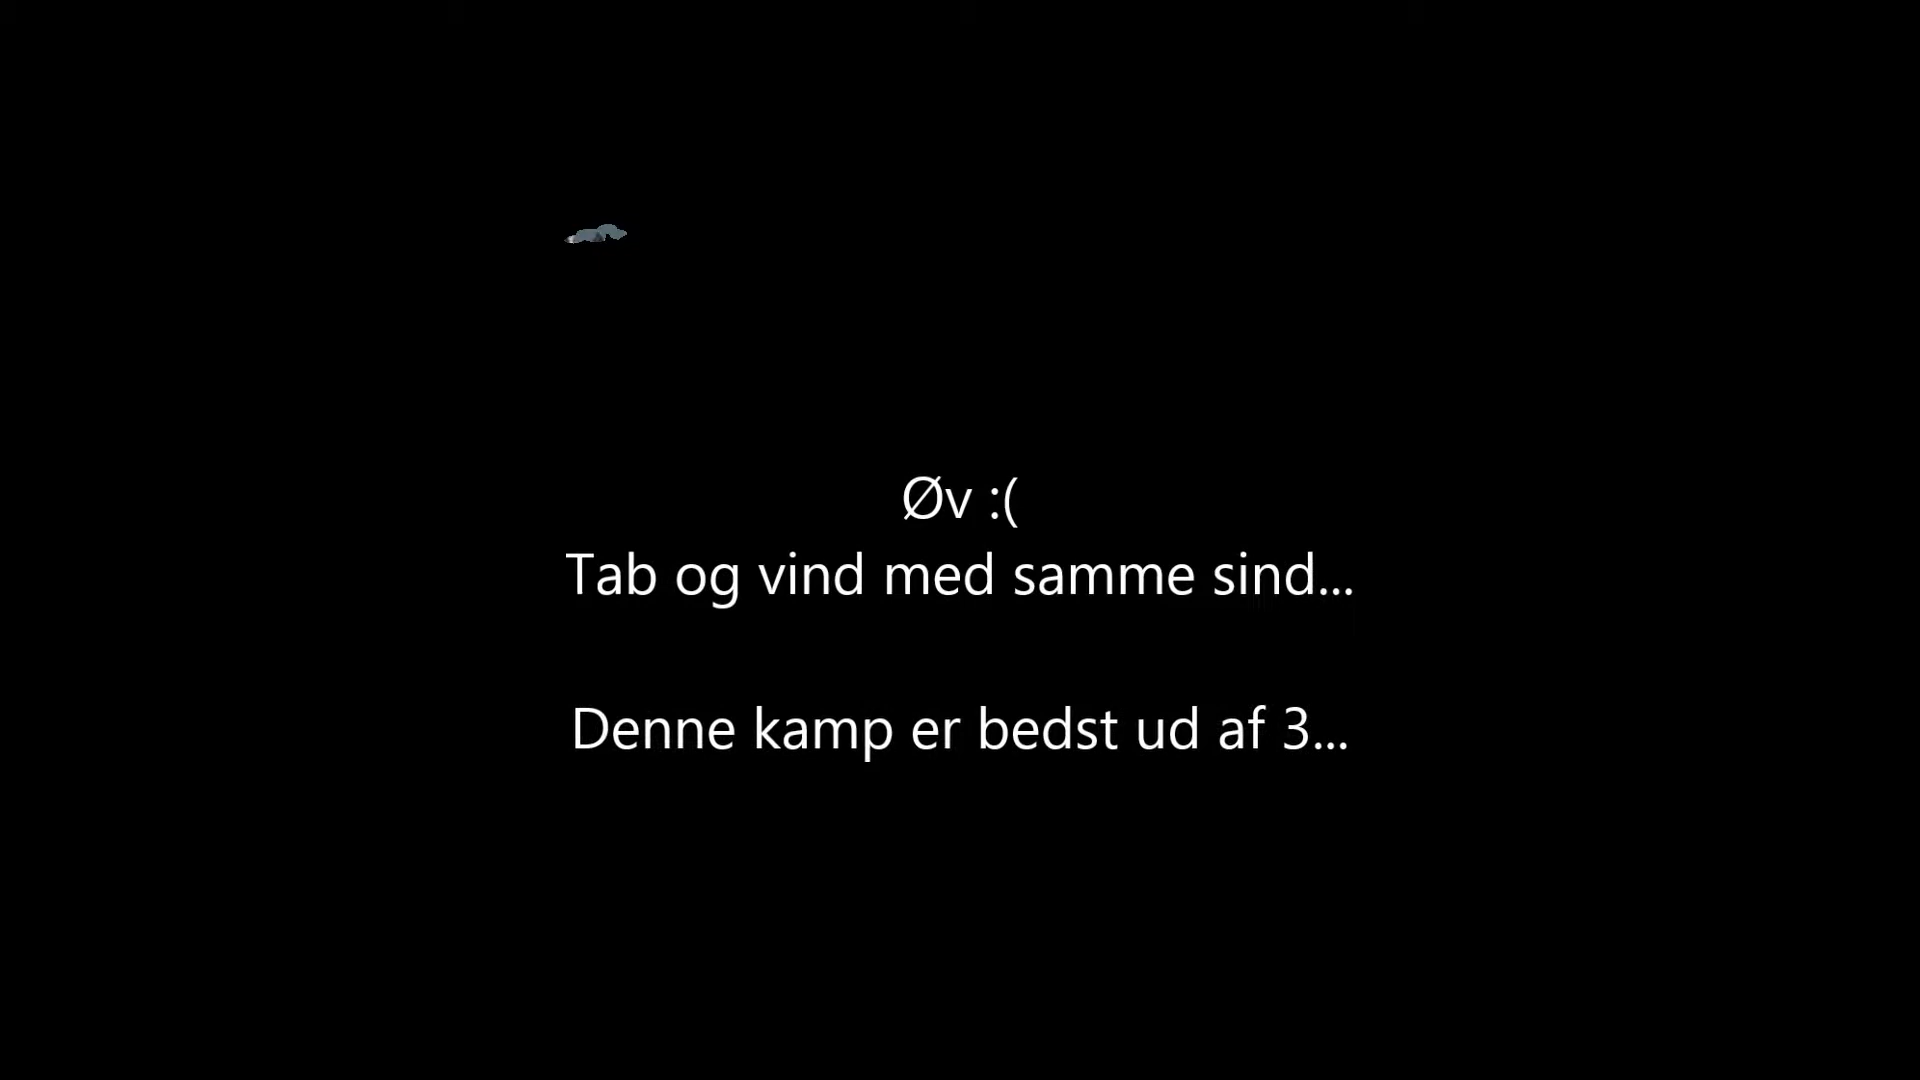 Øv :(
Tab og vind med samme sind...
Denne kamp er bedst ud af 3...